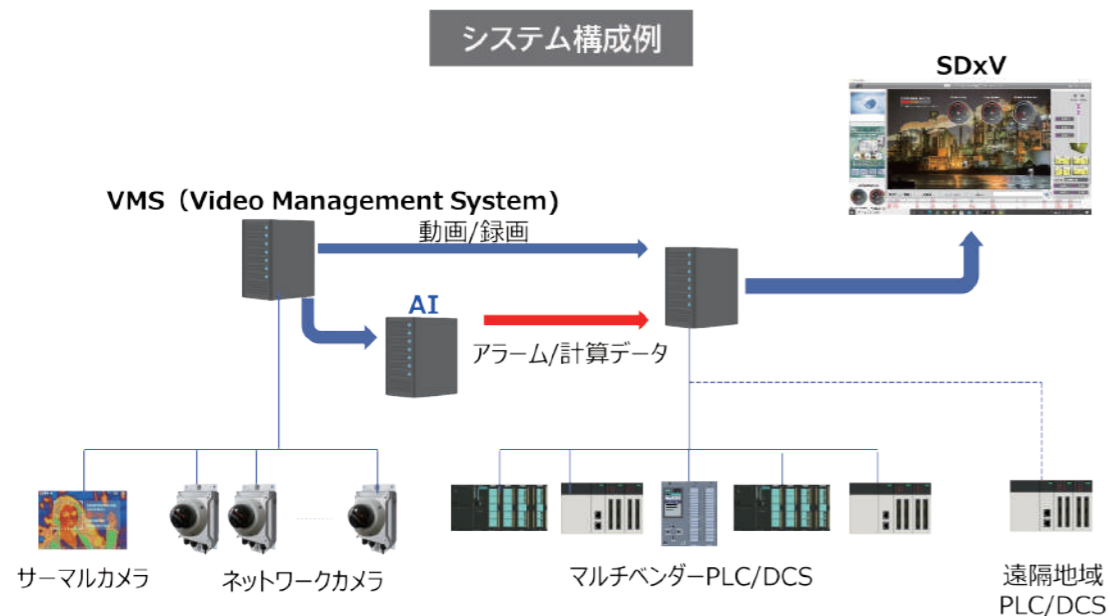 システム構成例
SDxV
VMS（Video Management System)
動画/録画
AI
アラーム/計算データ
サーマルカメラ
ネットワークカメラ
マルチベンダーPLC/DCS
遠隔地域
PLC/DCS